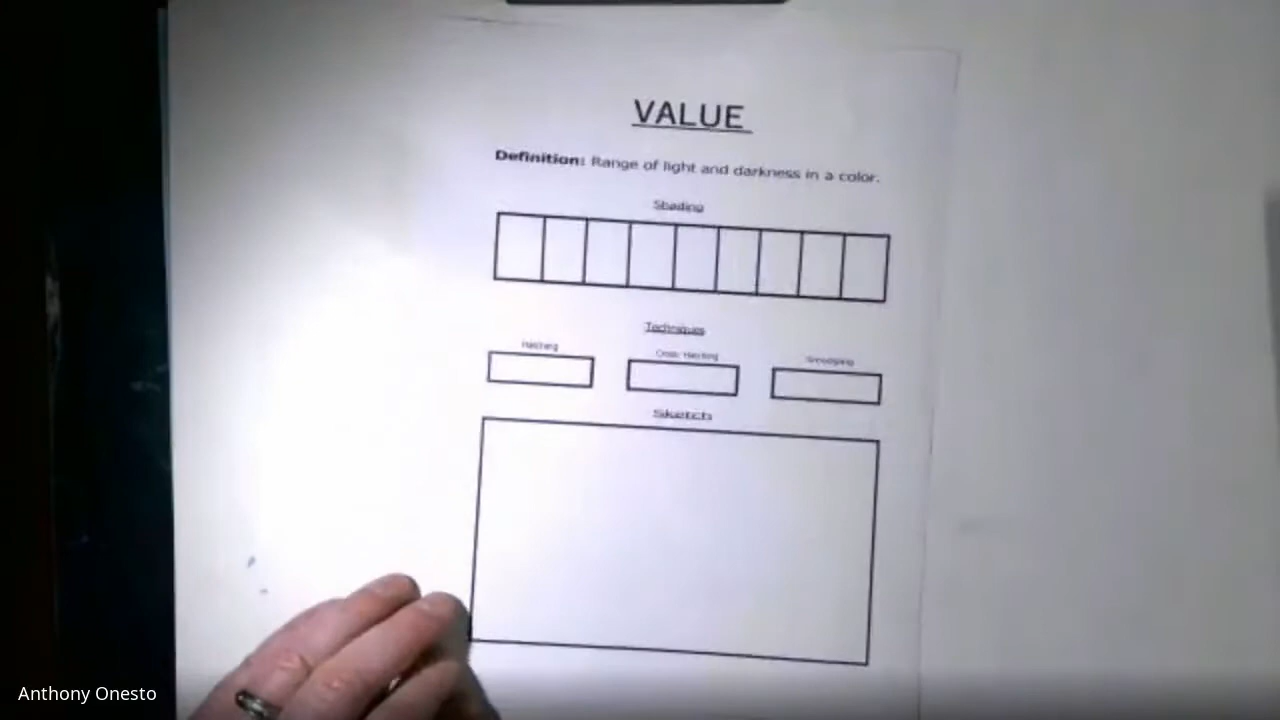 VALUE
Definition: Range of light and darkness in a color.
Shading
Techniques
Hatching
Cross Hatching
Smudging
Sketch
Anthony Onesto